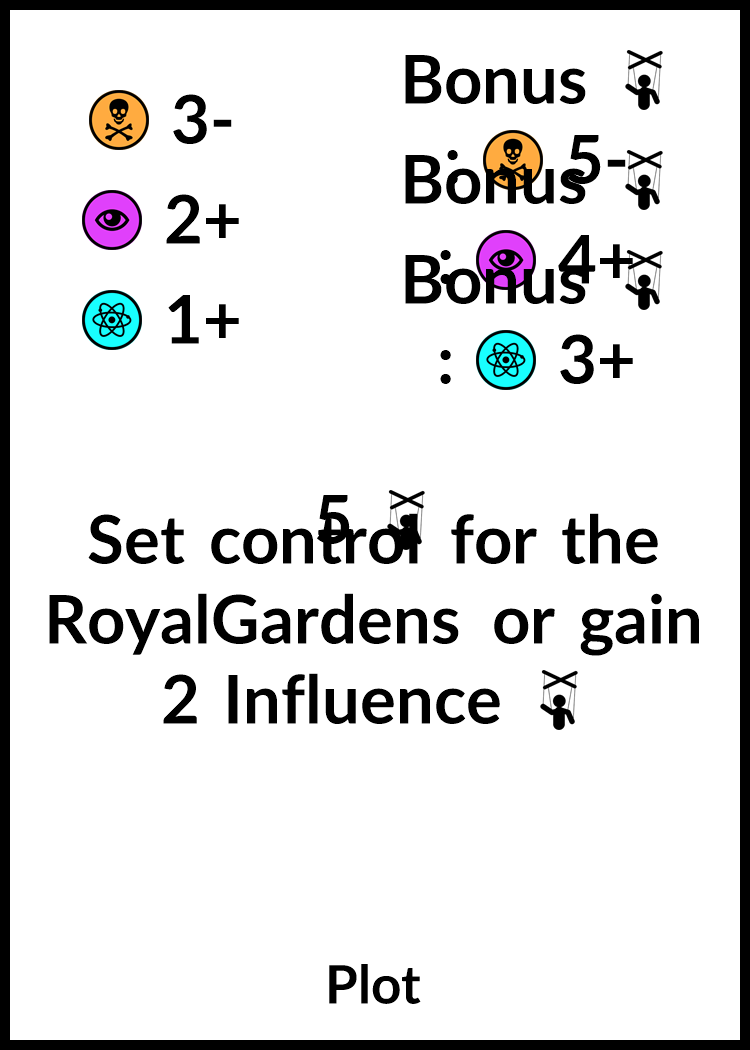 3-
2+
1+
Bonus
: 5-
Bonus
: 4+
Bonus
: 3+
5
Set control for the
RoyalGardens or gain
2 Influence
Plot